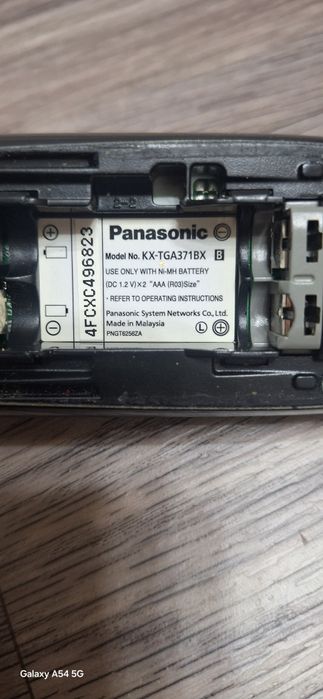 Panasonic
Model No. KX-TGA371BX B
USE ONLY WITH Ni-MH BATTERY
(DC 1.2 V)×2 "AAA (R03)Size"
• REFER TO OPERATING INSTRUCTIONS
Panasonic System Networks Co., Ltd.
Made in Malaysia
PNGT6256ZA
L
4FCXC496823
Galaxy A54 5G